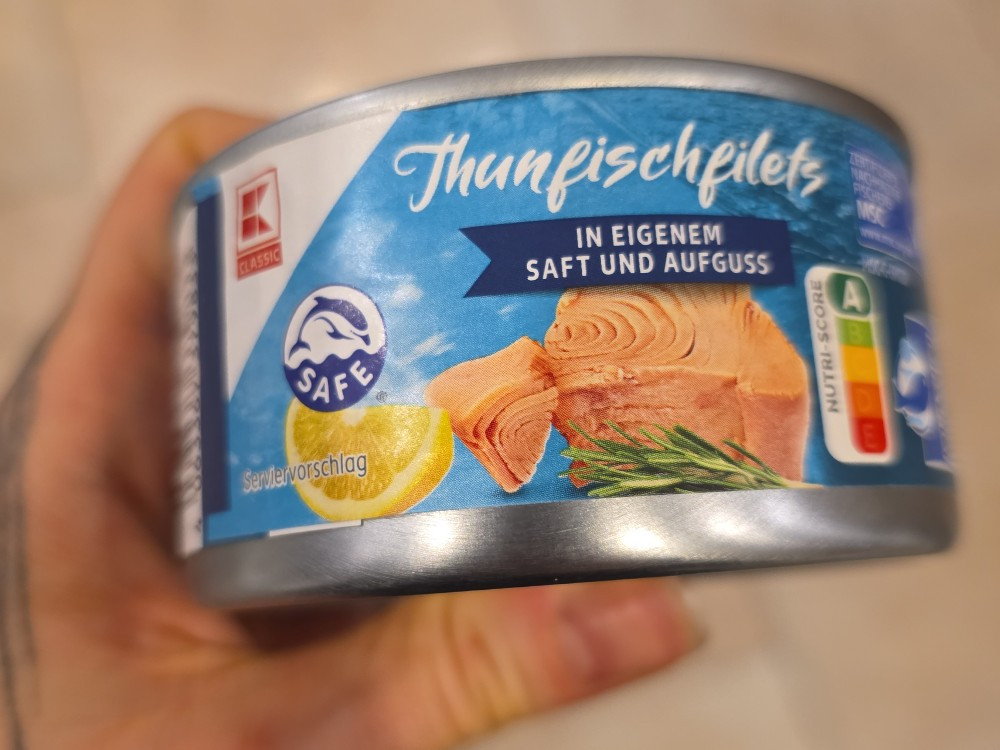 K
CLASSIC
Thunfischfilets
IN EIGENEM
SAFT UND AUFGUSS
SAFE
®
Serviervorschlag
MSC
NUTRI-SCORE
A
B
D
E